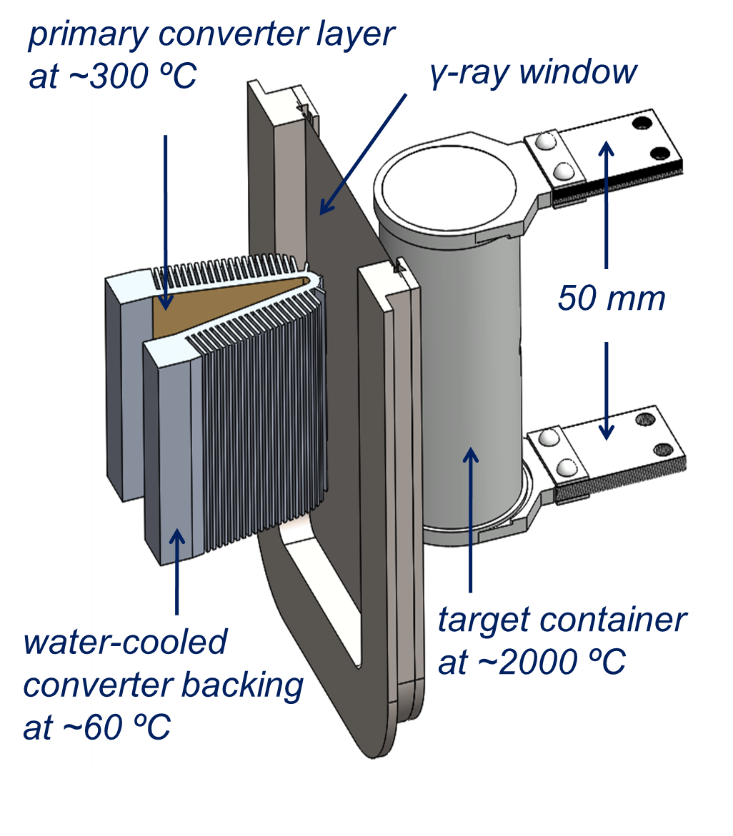 primary converter layer
at ~300 ºC
γ-ray window
50 mm
target container
at ~2000 ºC
water-cooled
converter backing
at ~60 ºC